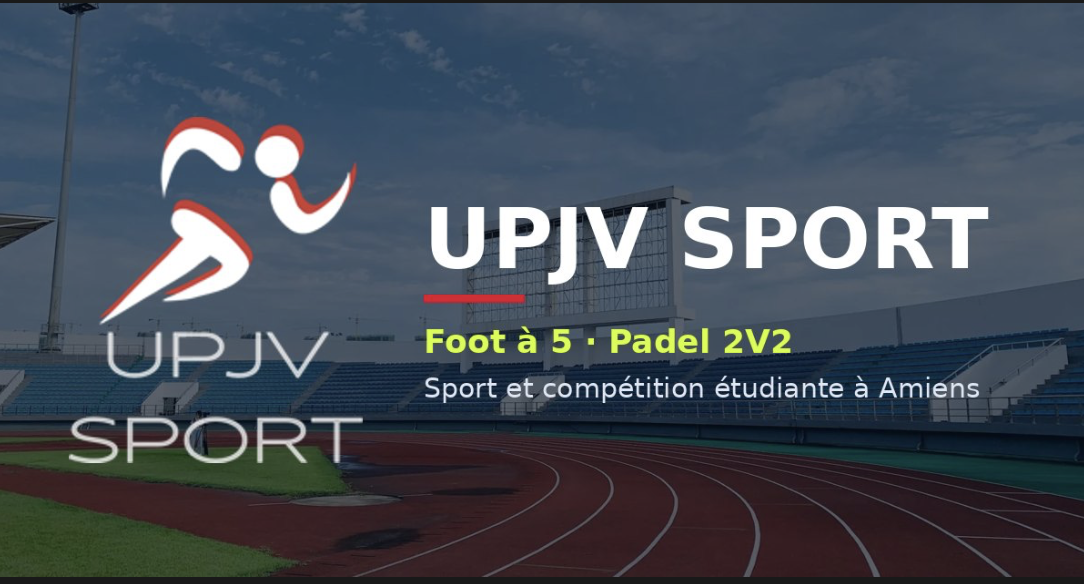 UPJV
SPORT
UPJV SPORT
Foot à 5 · Padel 2V2
Sport et compétition étudiante à Amiens